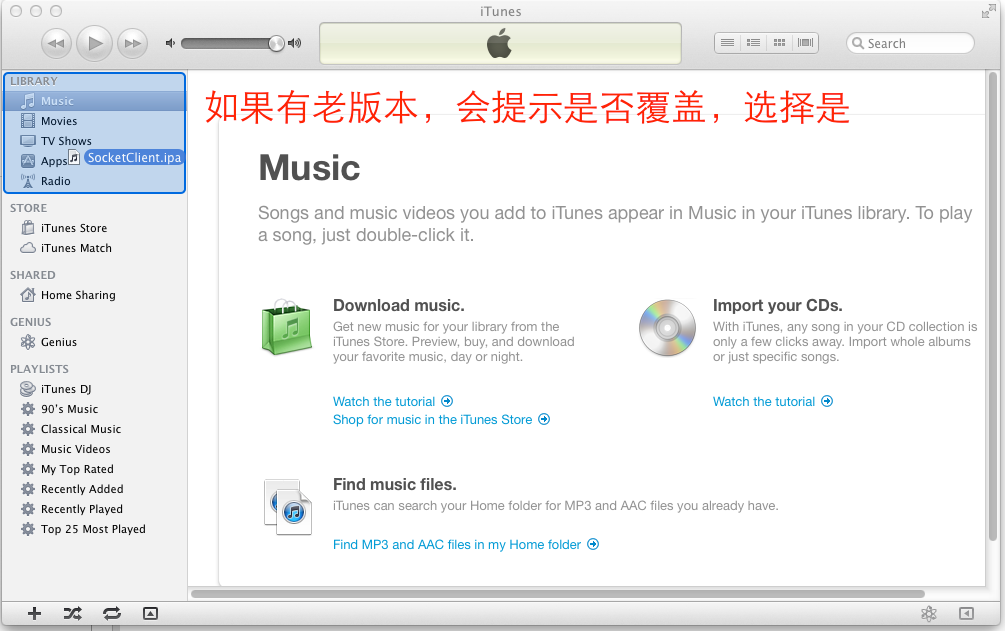 iTunes
Search
LIBRARY
Music
Movies
TV Shows
Apps
SocketClient.ipa
Radio
STORE
iTunes Store
iTunes Match
SHARED
Home Sharing
GENIUS
Genius
PLAYLISTS
iTunes DJ
90's Music
Classical Music
Music Videos
My Top Rated
Recently Added
Recently Played
Top 25 Most Played
如果有老版本，会提示是否覆盖，选择是
Music
Songs and music videos you add to iTunes appear in Music in your iTunes library. To play
a song, just double-click it.
Download music.
Get new music for your library from the
iTunes Store. Preview, buy, and download
your favorite music, day or night.
Watch the tutorial
Shop for music in the iTunes Store
Import your CDs.
With iTunes, any song in your CD collection is
only a few clicks away. Import whole albums
or just specific songs.
Watch the tutorial
Find music files.
iTunes can search your Home folder for MP3 and AAC files you already have.
Find MP3 and AAC files in my Home folder